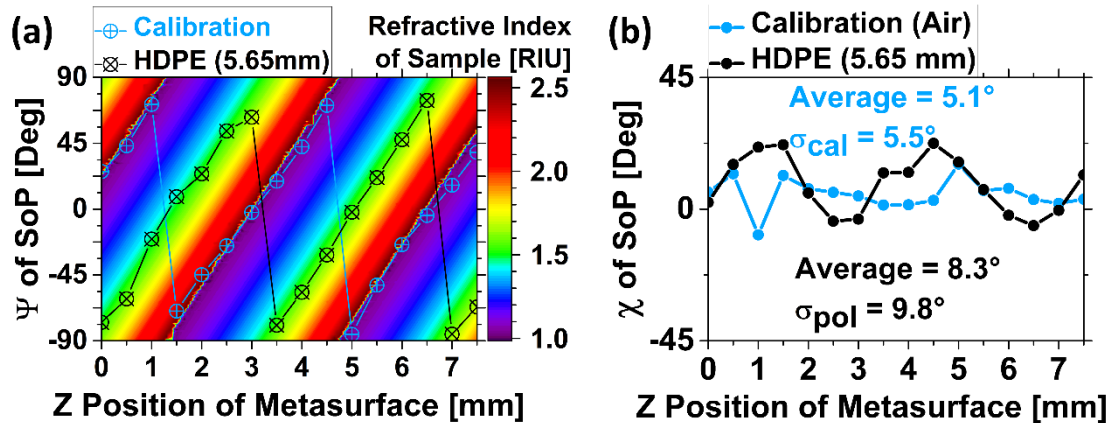 (a)
Calibration
HDPE (5.65mm)
Refractive Index
of Sample [RIU]
90
45
0
-45
-90
Ψ of SoP [Deg]
0 1 2 3 4 5 6 7
Z Position of Metasurface [mm]
2.5
2.0
1.5
1.0
(b)
Calibration (Air)
HDPE (5.65 mm)
45
0
-45
χ of SoP [Deg]
Average = 5.1°
σcal = 5.5°
Average = 8.3°
σpol = 9.8°
0 1 2 3 4 5 6 7
Z Position of Metasurface [mm]